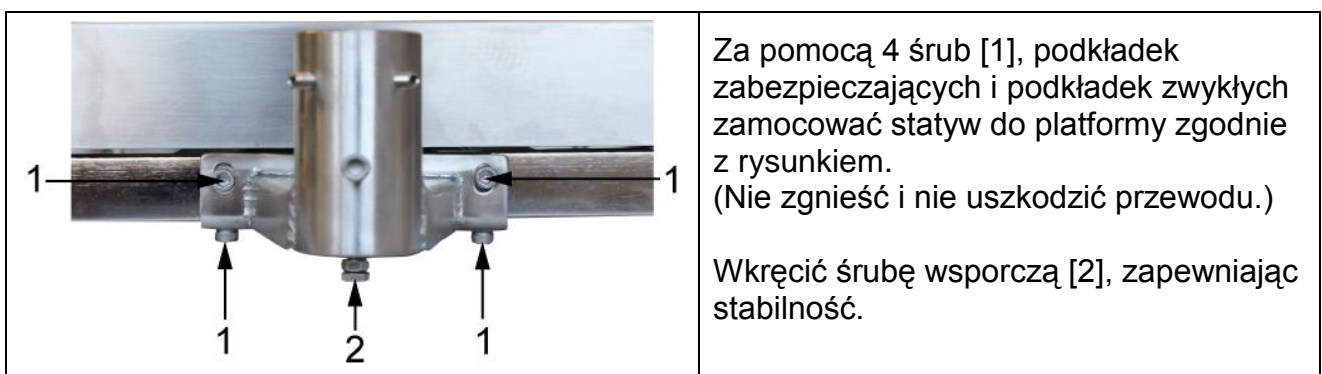 Za pomocą 4 śrub [1], podkładek
zabezpieczających i podkładek zwykłych
zamocować statyw do platformy zgodnie
z rysunkiem.
(Nie zgnieść i nie uszkodzić przewodu.)
Wkręcić śrubę wsporczą [2], zapewniając
stabilność.
1
1
1
2
1